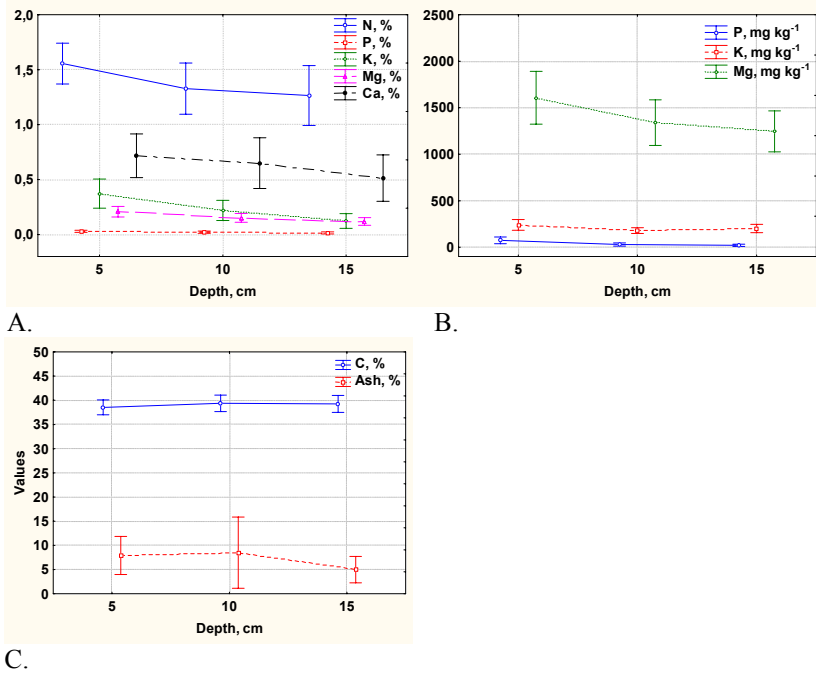 2,0
1,5
1,0
0,5
0,0
N, %
P, %
K, %
Mg, %
Ca, %
5 10 15
Depth, cm
A.
2500
2000
1500
1000
500
0
P, mg kg-1
K, mg kg-1
Mg, mg kg-1
5 10 15
Depth, cm
B.
50
45
40
35
30
25
20
15
10
5
0
Values
C, %
Ash, %
5 10 15
Depth, cm
C.